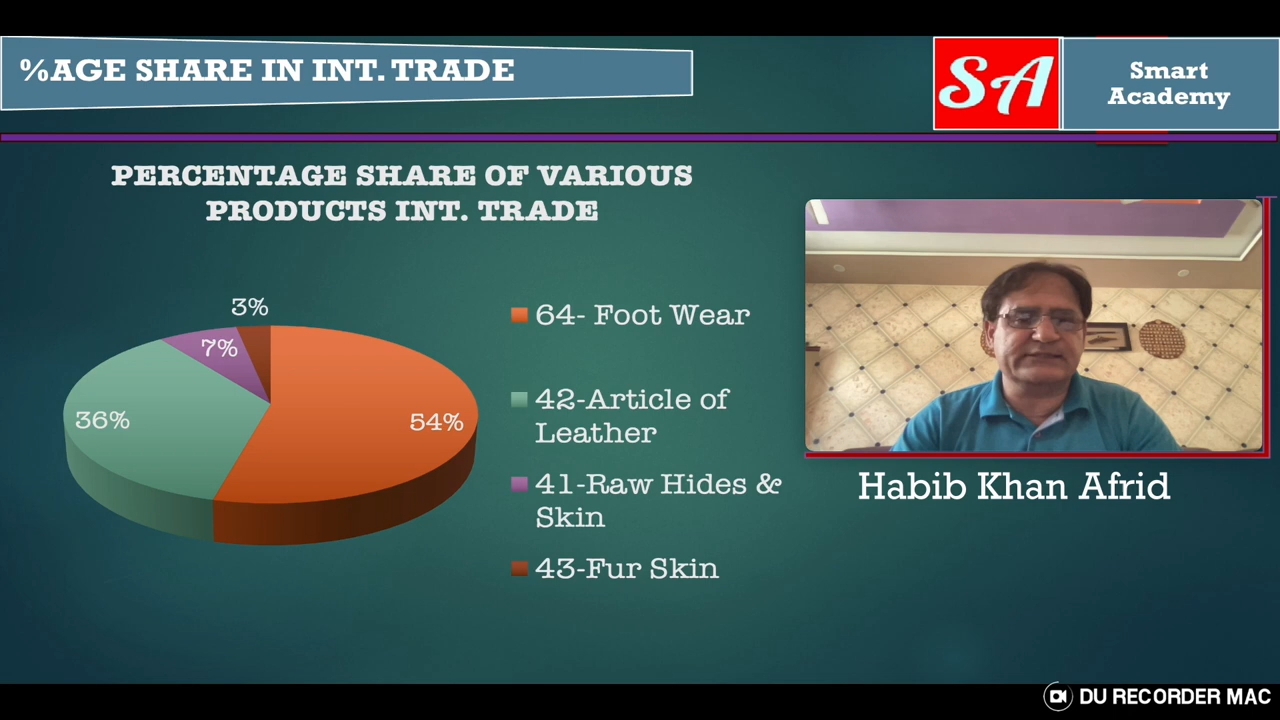 %AGE SHARE IN INT. TRADE
SA
Smart
Academy
PERCENTAGE SHARE OF VARIOUS
PRODUCTS INT. TRADE
3%
7%
36%
54%
64- Foot Wear
42-Article of
Leather
41-Raw Hides &
Skin
43-Fur Skin
Habib Khan Afrid
DU RECORDER MAC